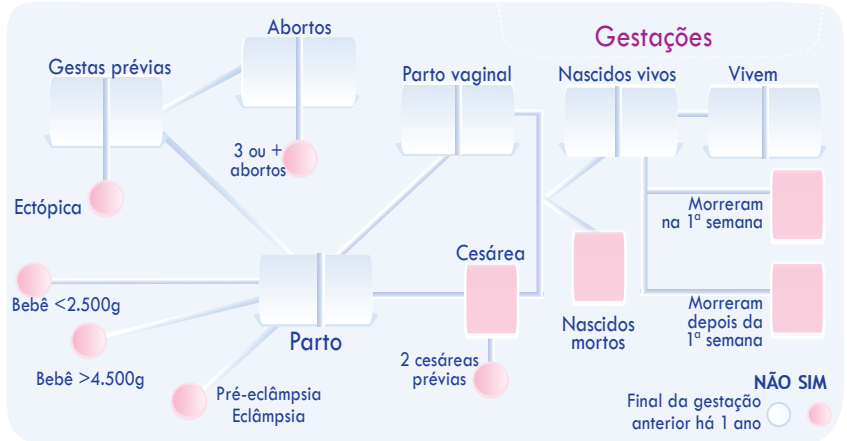 Gestações
Abortos
Gestas prévias
Parto vaginal
Nascidos vivos
Vivem
3 ou +
abortos
Ectópica
Morreram
na 1ª semana
Cesárea
Bebê <2.500g
Parto
Nascidos
mortos
Morreram
depois da
1ª semana
Bebê >4.500g
2 cesáreas
prévias
Pré-eclâmpsia
Eclâmpsia
NÃO SIM
Final da gestação
anterior há 1 ano